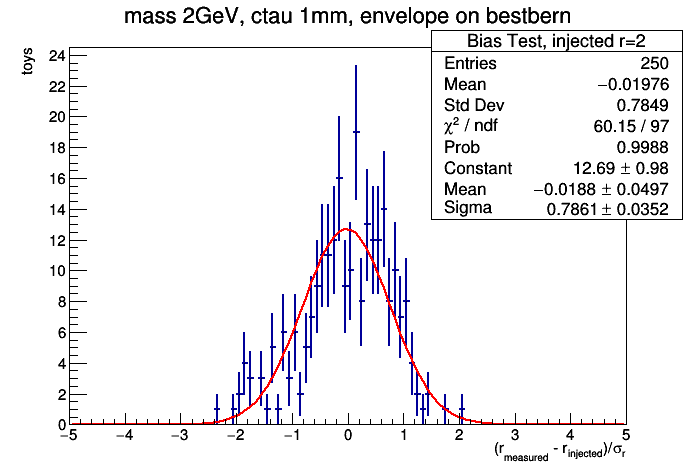 mass 2GeV, ctau 1mm, envelope on bestbern
Bias Test, injected r=2
Entries 250
Mean −0.01976
Std Dev 0.7849
χ² / ndf 60.15 / 97
Prob 0.9988
Constant 12.69 ± 0.98
Mean −0.0188 ± 0.0497
Sigma 0.7861 ± 0.0352
toys
24
22
20
18
16
14
12
10
8
6
4
2
0
−5 −4 −3 −2 −1 0 1 2 3 4 5
(r_measured - r_injected)/σ_r